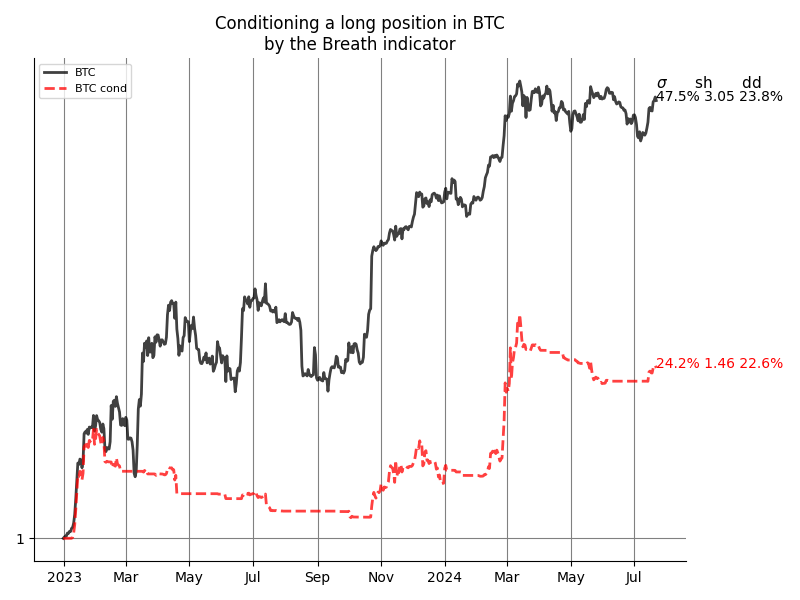 Conditioning a long position in BTC
by the Breath indicator
BTC
BTC cond
σ sh dd
47.5% 3.05 23.8%
24.2% 1.46 22.6%
1
2023 Mar May Jul Sep Nov 2024 Mar May Jul